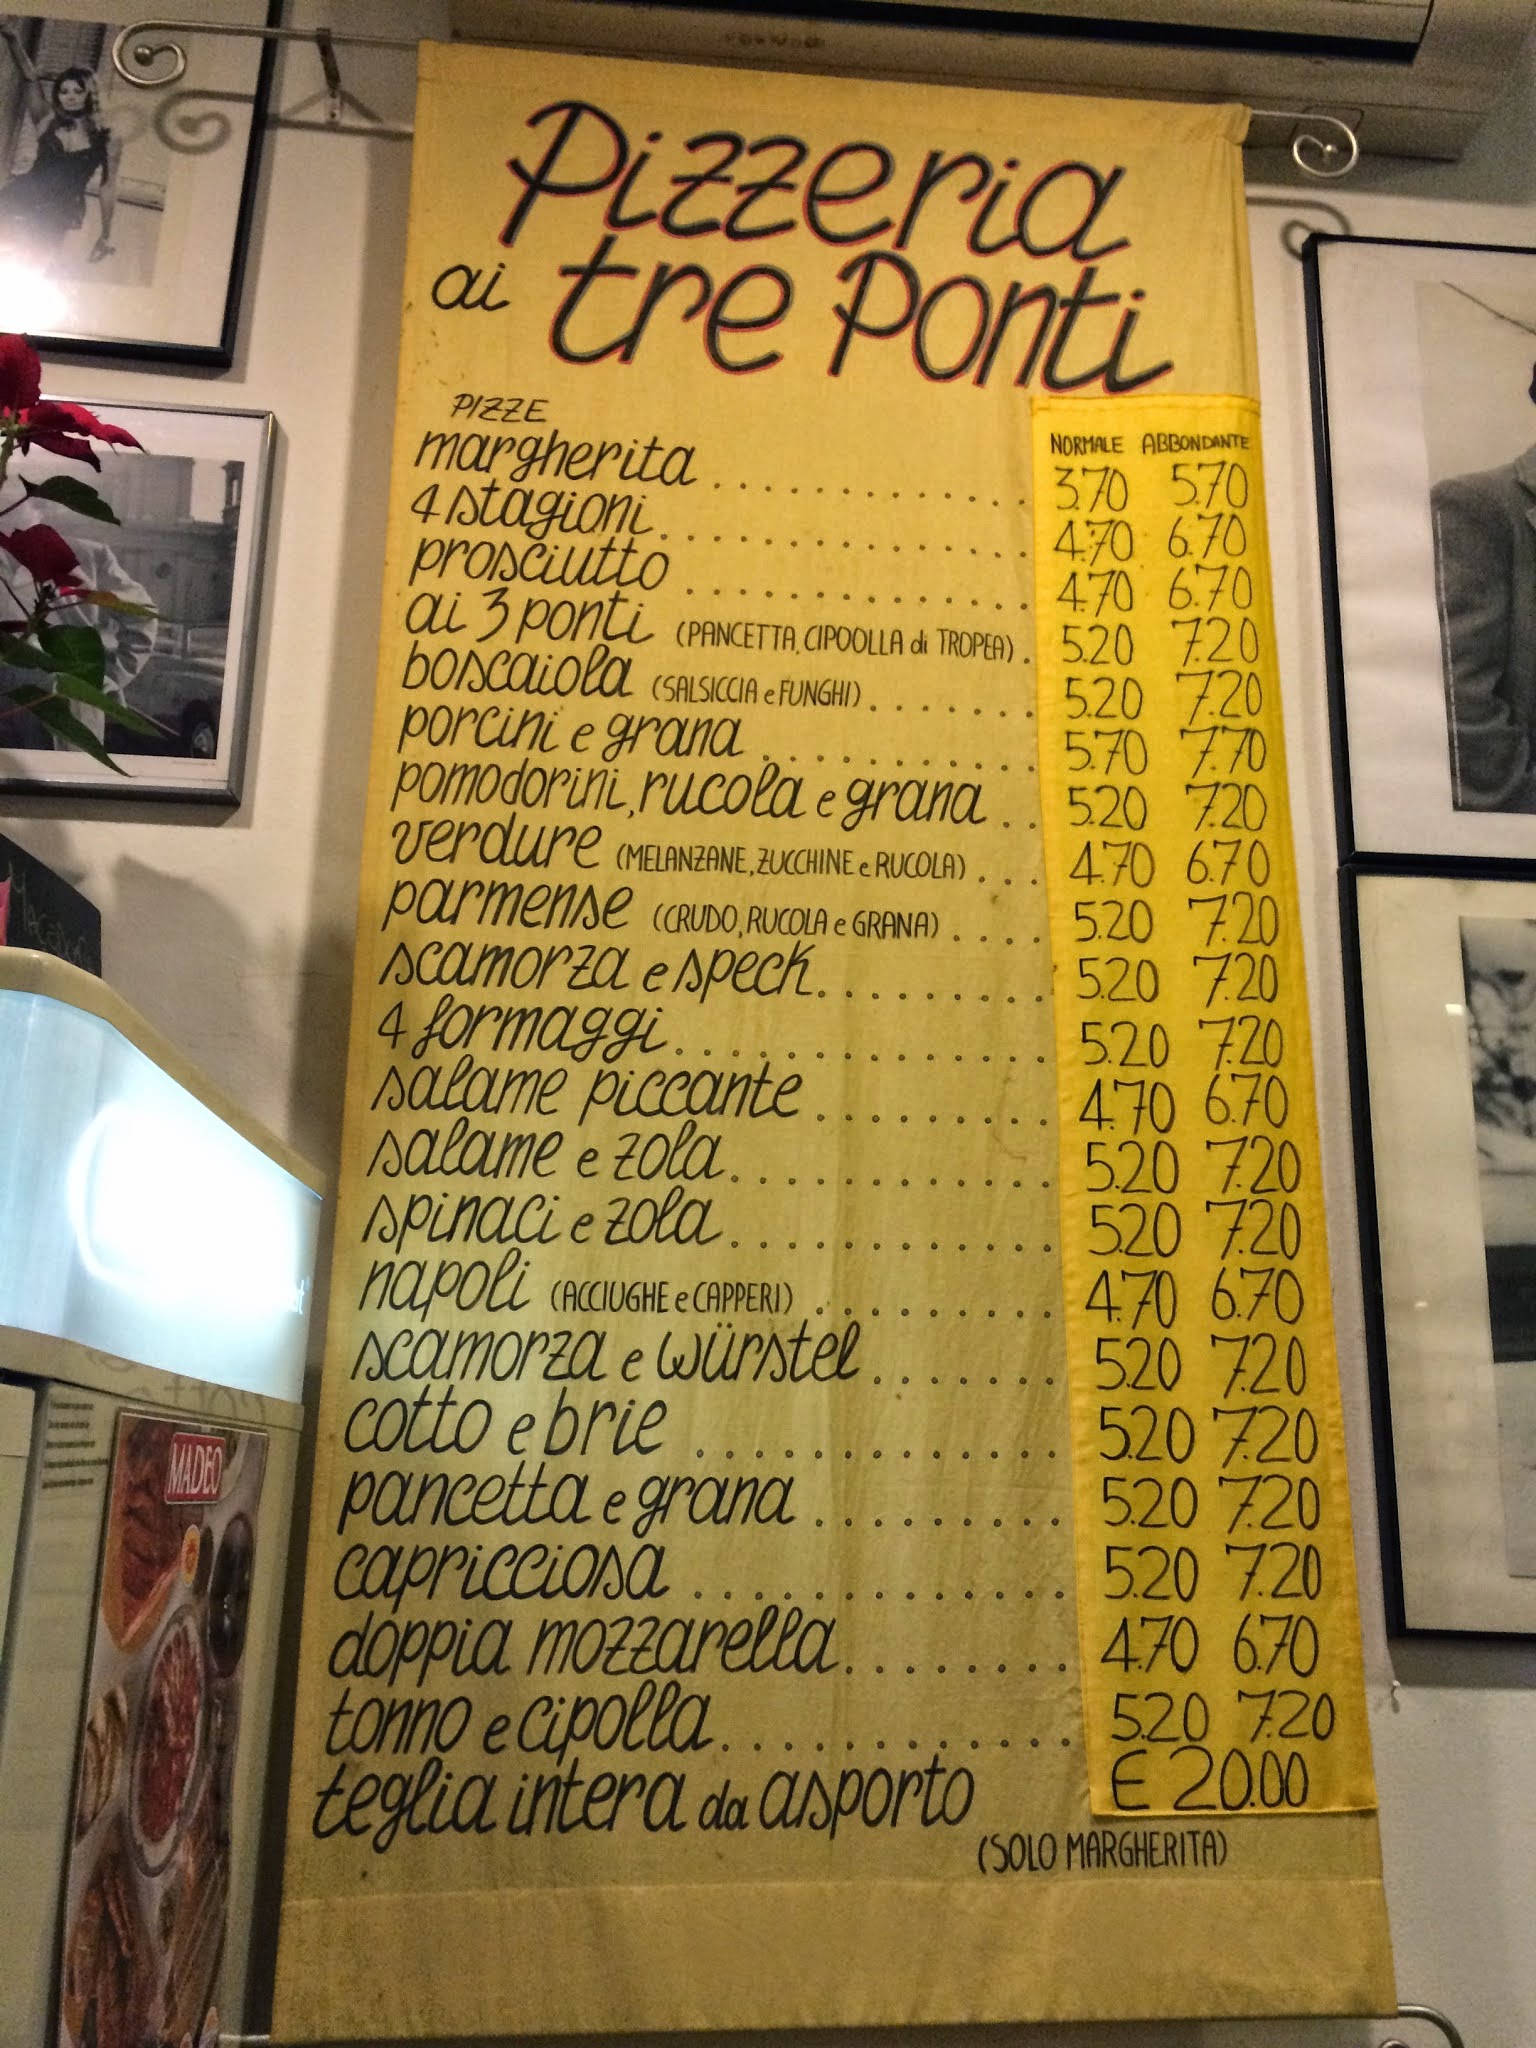 Pizzeria
ai tre Ponti
PIZZE NORMALE ABBONDANTE
margherita 3.70 5.70
4 stagioni 4.70 6.70
prosciutto 4.70 6.70
ai 3 ponti (PANCETTA, CIPOOLLA di TROPEA) 5.20 7.20
boscaiola (SALSICCIA e FUNGHI) 5.20 7.20
porcini e grana 5.70 7.70
pomodorini, rucola e grana 5.20 7.20
verdure (MELANZANE, ZUCCHINE e RUCOLA) 4.70 6.70
parmense (CRUDO, RUCOLA e GRANA) 5.20 7.20
scamorza e speck 5.20 7.20
4 formaggi 5.20 7.20
salame piccante 4.70 6.70
salame e zola 5.20 7.20
spinaci e zola 5.20 7.20
napoli (ACCIUGHE e CAPPERI) 4.70 6.70
scamorza e würstel 5.20 7.20
cotto e brie 5.20 7.20
pancetta e grana 5.20 7.20
capricciosa 5.20 7.20
doppia mozzarella 4.70 6.70
tonno e cipolla 5.20 7.20
teglia intera da asporto € 20.00
(SOLO MARGHERITA)
MADEO